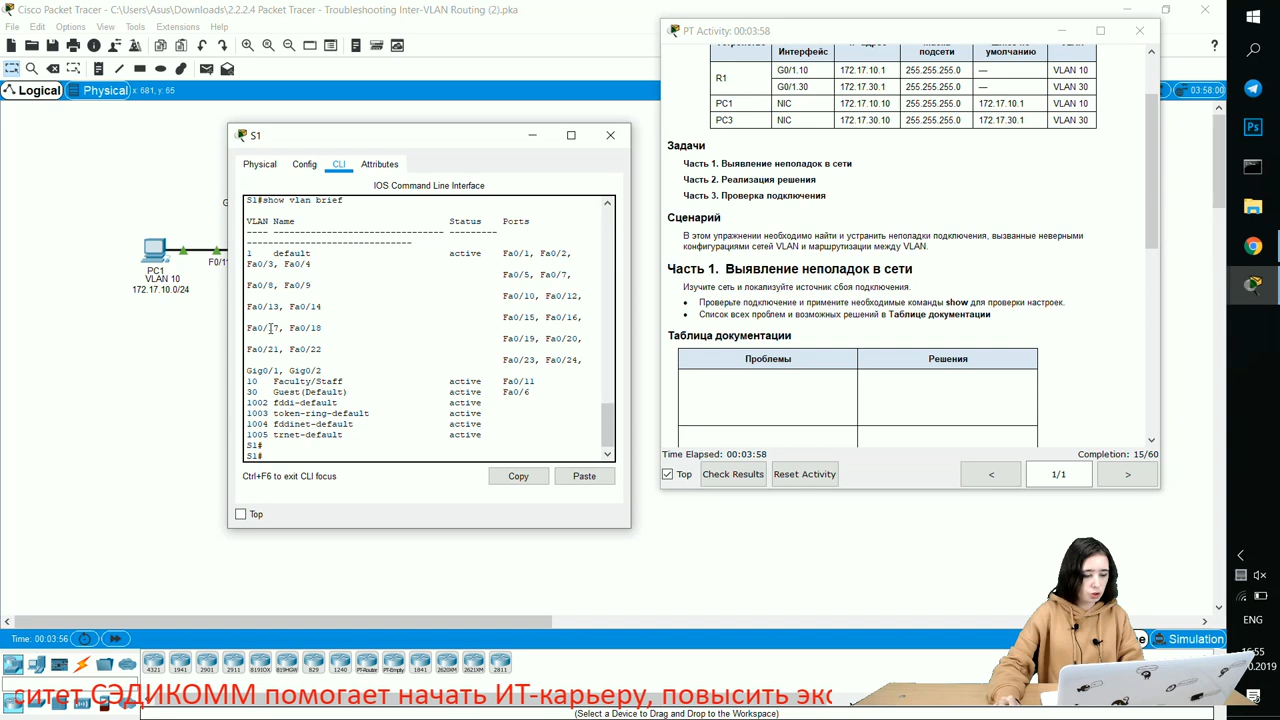 Cisco Packet Tracer - C:\Users\Asus\Downloads\2.2.2.4 Packet Tracer - Troubleshooting Inter-VLAN Routing (2).pka
File Edit Options View Tools Extensions Help
Logical Physical x: 681, y: 65
03:58:00
PC1
VLAN 10
172.17.10.0/24
F0/1
S1
Physical Config CLI Attributes
IOS Command Line Interface
S1#show vlan brief
VLAN Name Status Ports
---- -------------------------------- ---------
-------------------------------
1 default active Fa0/1, Fa0/2,
Fa0/3, Fa0/4
Fa0/5, Fa0/7,
Fa0/8, Fa0/9
Fa0/10, Fa0/12,
Fa0/13, Fa0/14
Fa0/15, Fa0/16,
Fa0/17, Fa0/18
Fa0/19, Fa0/20,
Fa0/21, Fa0/22
Fa0/23, Fa0/24,
Gig0/1, Gig0/2
10 Faculty/Staff active Fa0/11
30 Guest(Default) active Fa0/6
1002 fddi-default active
1003 token-ring-default active
1004 fddinet-default active
1005 trnet-default active
S1#
S1#
Ctrl+F6 to exit CLI focus
Copy Paste
Top
PT Activity: 00:03:58
Интерфейс подсети умолчанию
R1 G0/1.10 172.17.10.1 255.255.255.0 — VLAN 10
G0/1.30 172.17.30.1 255.255.255.0 — VLAN 30
PC1 NIC 172.17.10.10 255.255.255.0 172.17.10.1 VLAN 10
PC3 NIC 172.17.30.10 255.255.255.0 172.17.30.1 VLAN 30
Задачи
Часть 1. Выявление неполадок в сети
Часть 2. Реализация решения
Часть 3. Проверка подключения
Сценарий
В этом упражнении необходимо найти и устранить неполадки подключения, вызванные неверными
конфигурациями сетей VLAN и маршрутизации между VLAN.
Часть 1. Выявление неполадок в сети
Изучите сеть и локализуйте источник сбоя подключения.
• Проверьте подключение и примените необходимые команды show для проверки настроек.
• Список всех проблем и возможных решений в Таблице документации
Таблица документации
Проблемы Решения
Time Elapsed: 00:03:58 Completion: 15/60
Top Check Results Reset Activity < 1/1 >
Time: 00:03:56
Simulation
4321 1941 2901 2911 819IOX 819HGW 829 1240 PT-Router PT-Empty 1841 2620XM 2621XM 2811
ситет СЭДИКОММ помогает начать ИТ-карьеру, повысить экс
(Select a Device to Drag and Drop to the Workspace)
Ps
ENG
16:55